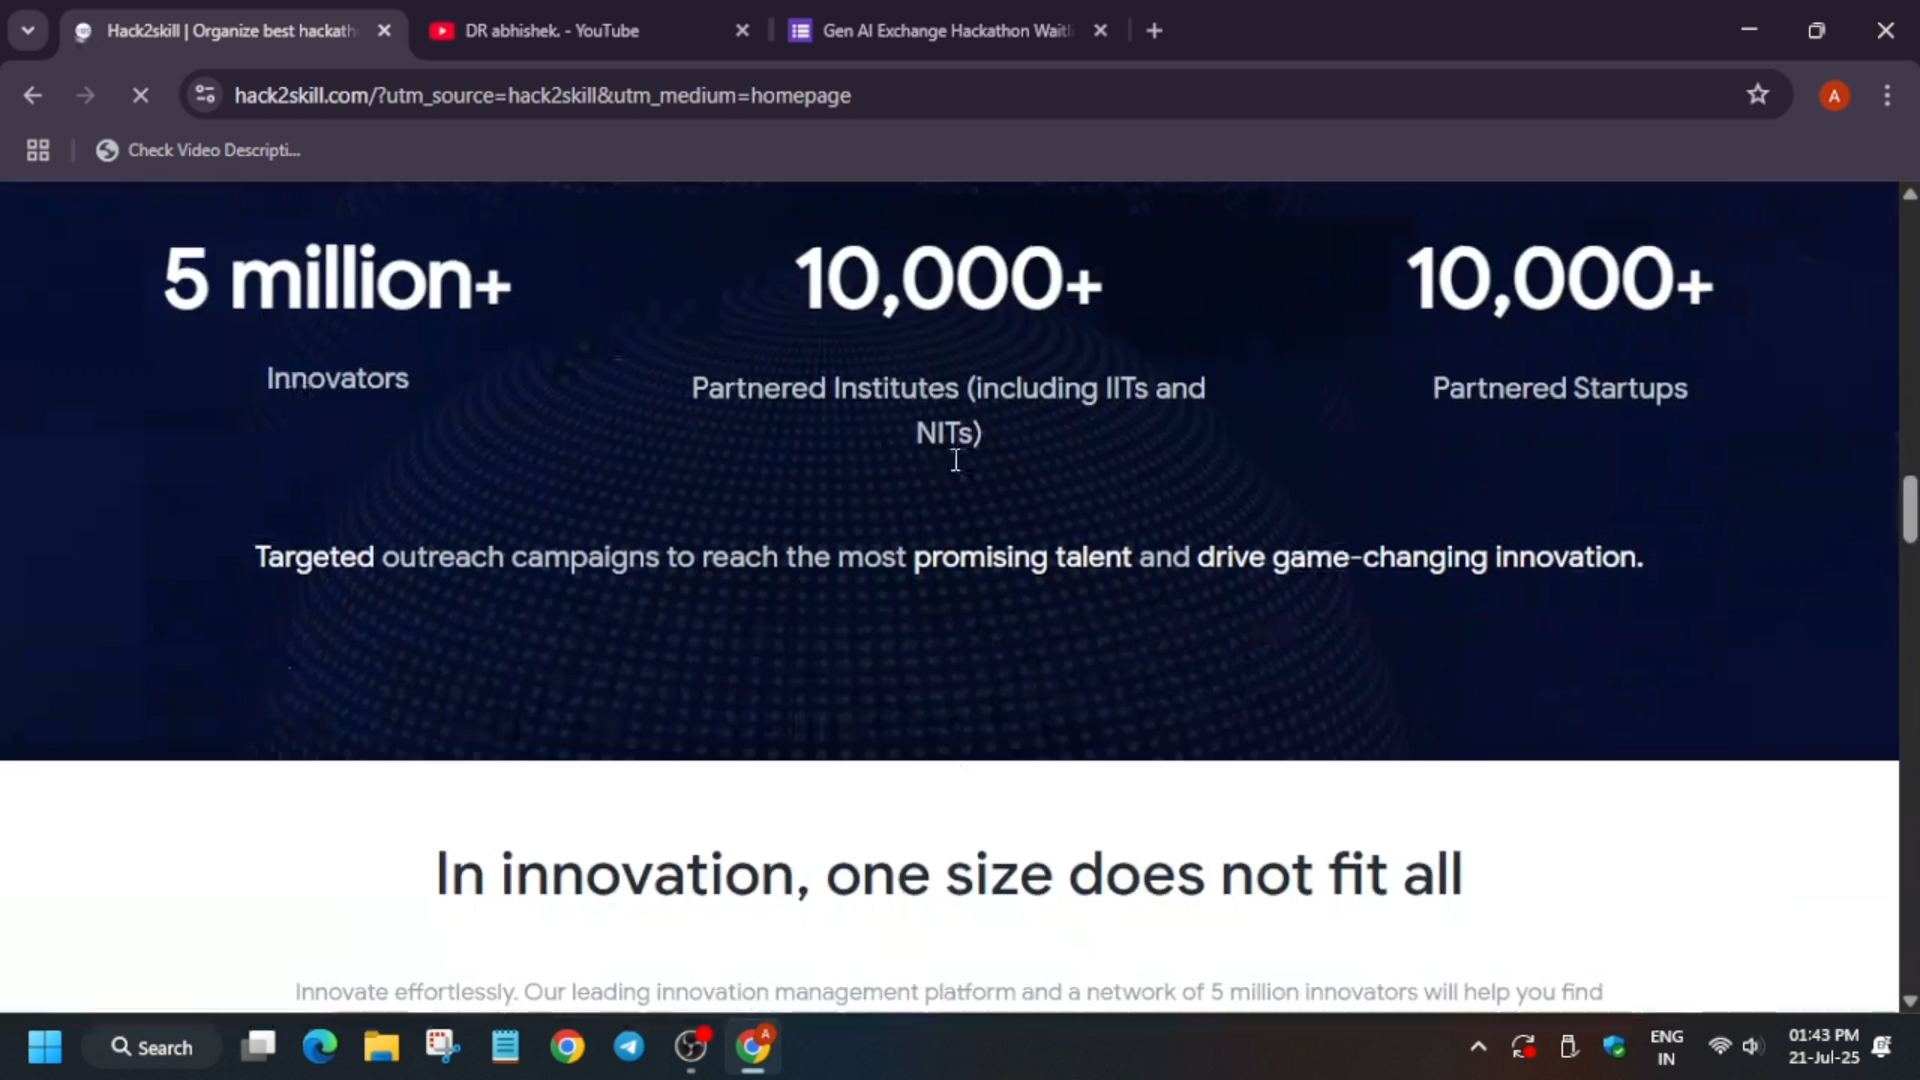 Hack2skill | Organize best hackath
DR abhishek. - YouTube
Gen AI Exchange Hackathon Waitli
hack2skill.com/?utm_source=hack2skill&utm_medium=homepage
A
Check Video Descripti...
5 million+
10,000+
10,000+
Innovators
Partnered Institutes (including IITs and
NITs)
Partnered Startups
Targeted outreach campaigns to reach the most promising talent and drive game-changing innovation.
In innovation, one size does not fit all
Innovate effortlessly. Our leading innovation management platform and a network of 5 million innovators will help you find
Search
A
ENG
IN
01:43 PM
21-Jul-25